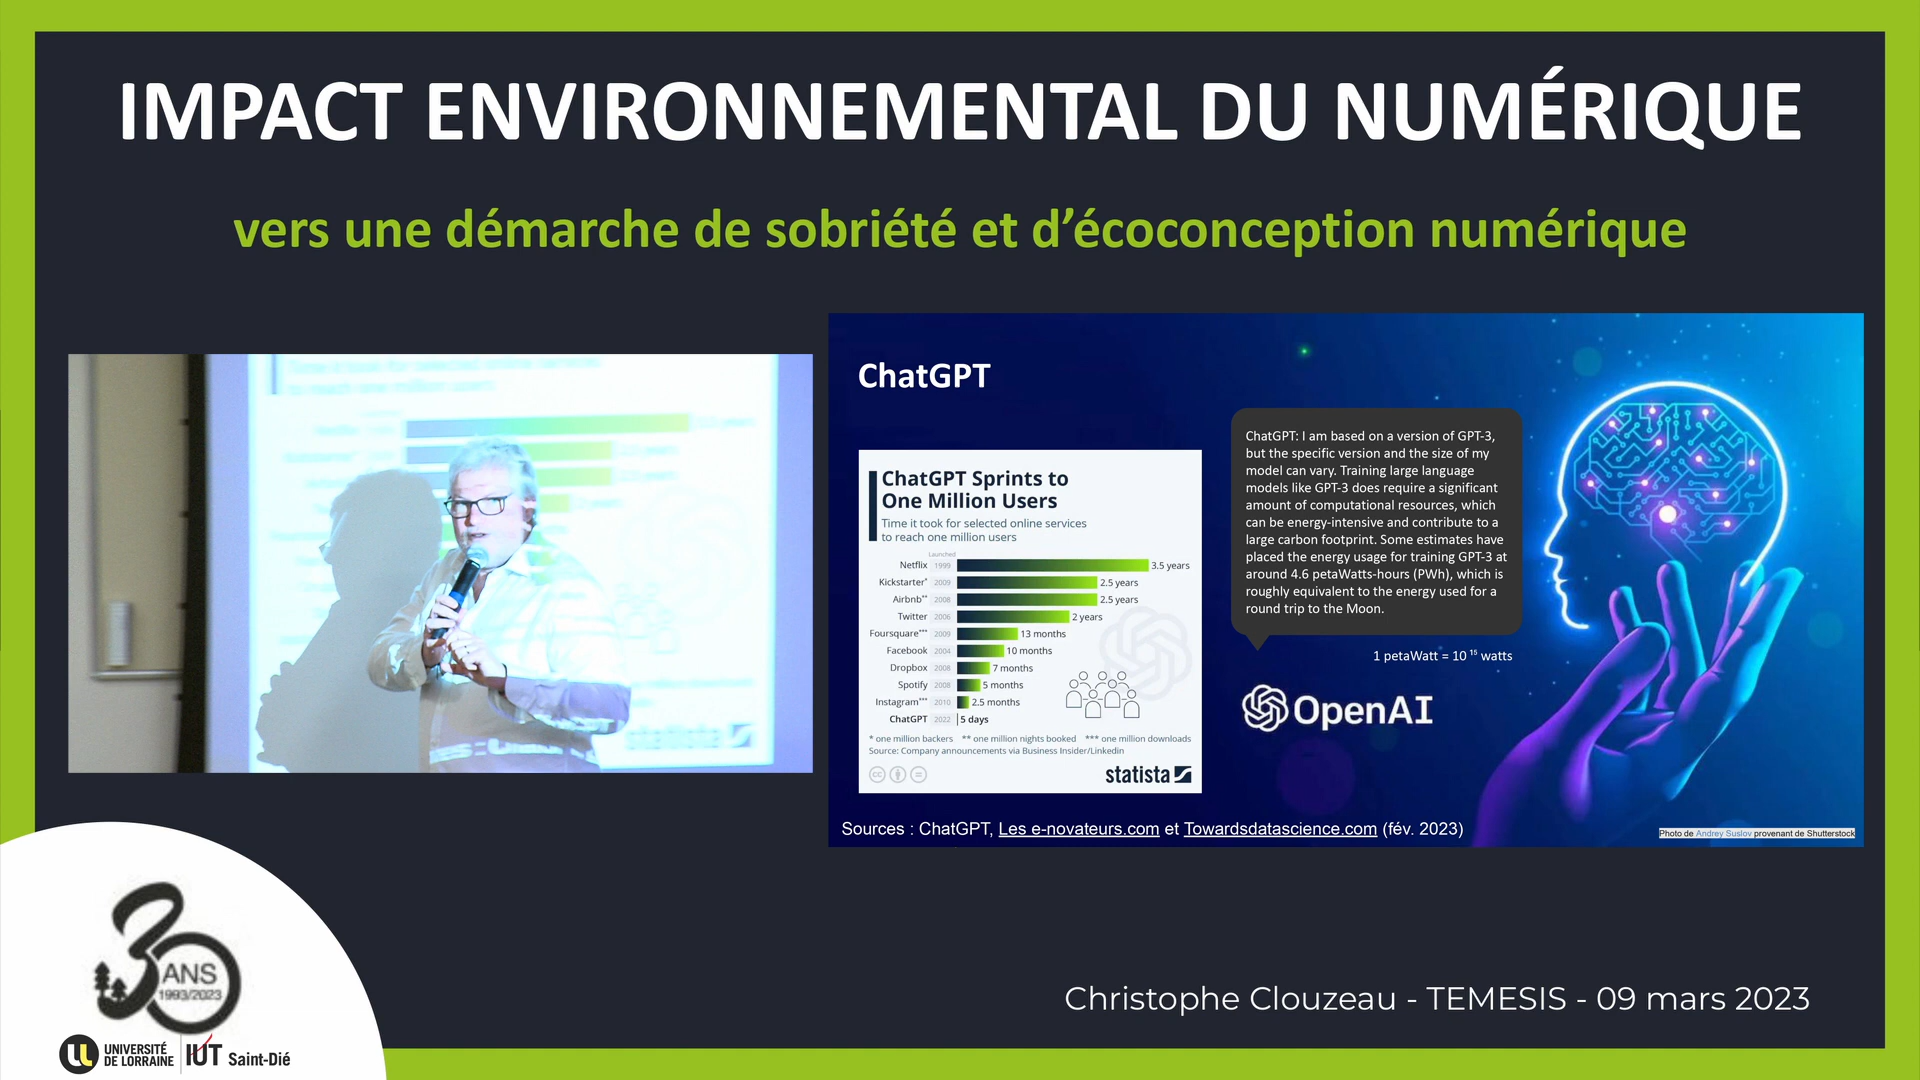 IMPACT ENVIRONNEMENTAL DU NUMÉRIQUE
vers une démarche de sobriété et d’écoconception numérique
ChatGPT
ChatGPT Sprints to
One Million Users
Time it took for selected online services
to reach one million users
Launched
Netflix 1999 3.5 years
Kickstarter* 2009 2.5 years
Airbnb** 2008 2.5 years
Twitter 2006 2 years
Foursquare*** 2009 13 months
Facebook 2004 10 months
Dropbox 2008 7 months
Spotify 2008 5 months
Instagram*** 2010 2.5 months
ChatGPT 2022 5 days
* one million backers ** one million nights booked *** one million downloads
Source: Company announcements via Business Insider/Linkedin
statista
ChatGPT: I am based on a version of GPT-3,
but the specific version and the size of my
model can vary. Training large language
models like GPT-3 does require a significant
amount of computational resources, which
can be energy-intensive and contribute to a
large carbon footprint. Some estimates have
placed the energy usage for training GPT-3 at
around 4.6 petaWatts-hours (PWh), which is
roughly equivalent to the energy used for a
round trip to the Moon.
1 petaWatt = 10 ¹⁵ watts
OpenAI
Sources : ChatGPT, Les e-novateurs.com et Towardsdatascience.com (fév. 2023)
Photo de Andrey Suslov provenant de Shutterstock
30 ANS
1993/2023
UNIVERSITÉ
DE LORRAINE
IUT Saint-Dié
Christophe Clouzeau - TEMESIS - 09 mars 2023